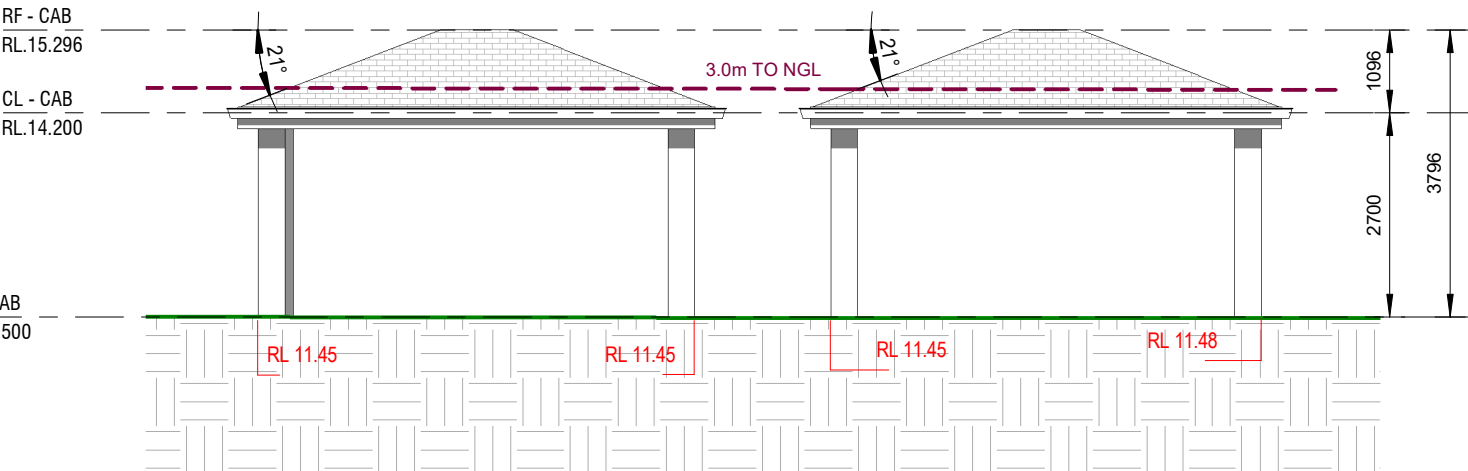 RF - CAB
RL.15.296
21°
21°
3.0m TO NGL
1096
CL - CAB
RL.14.200
2700
3796
AB
500
RL 11.45
RL 11.45
RL 11.45
RL 11.48